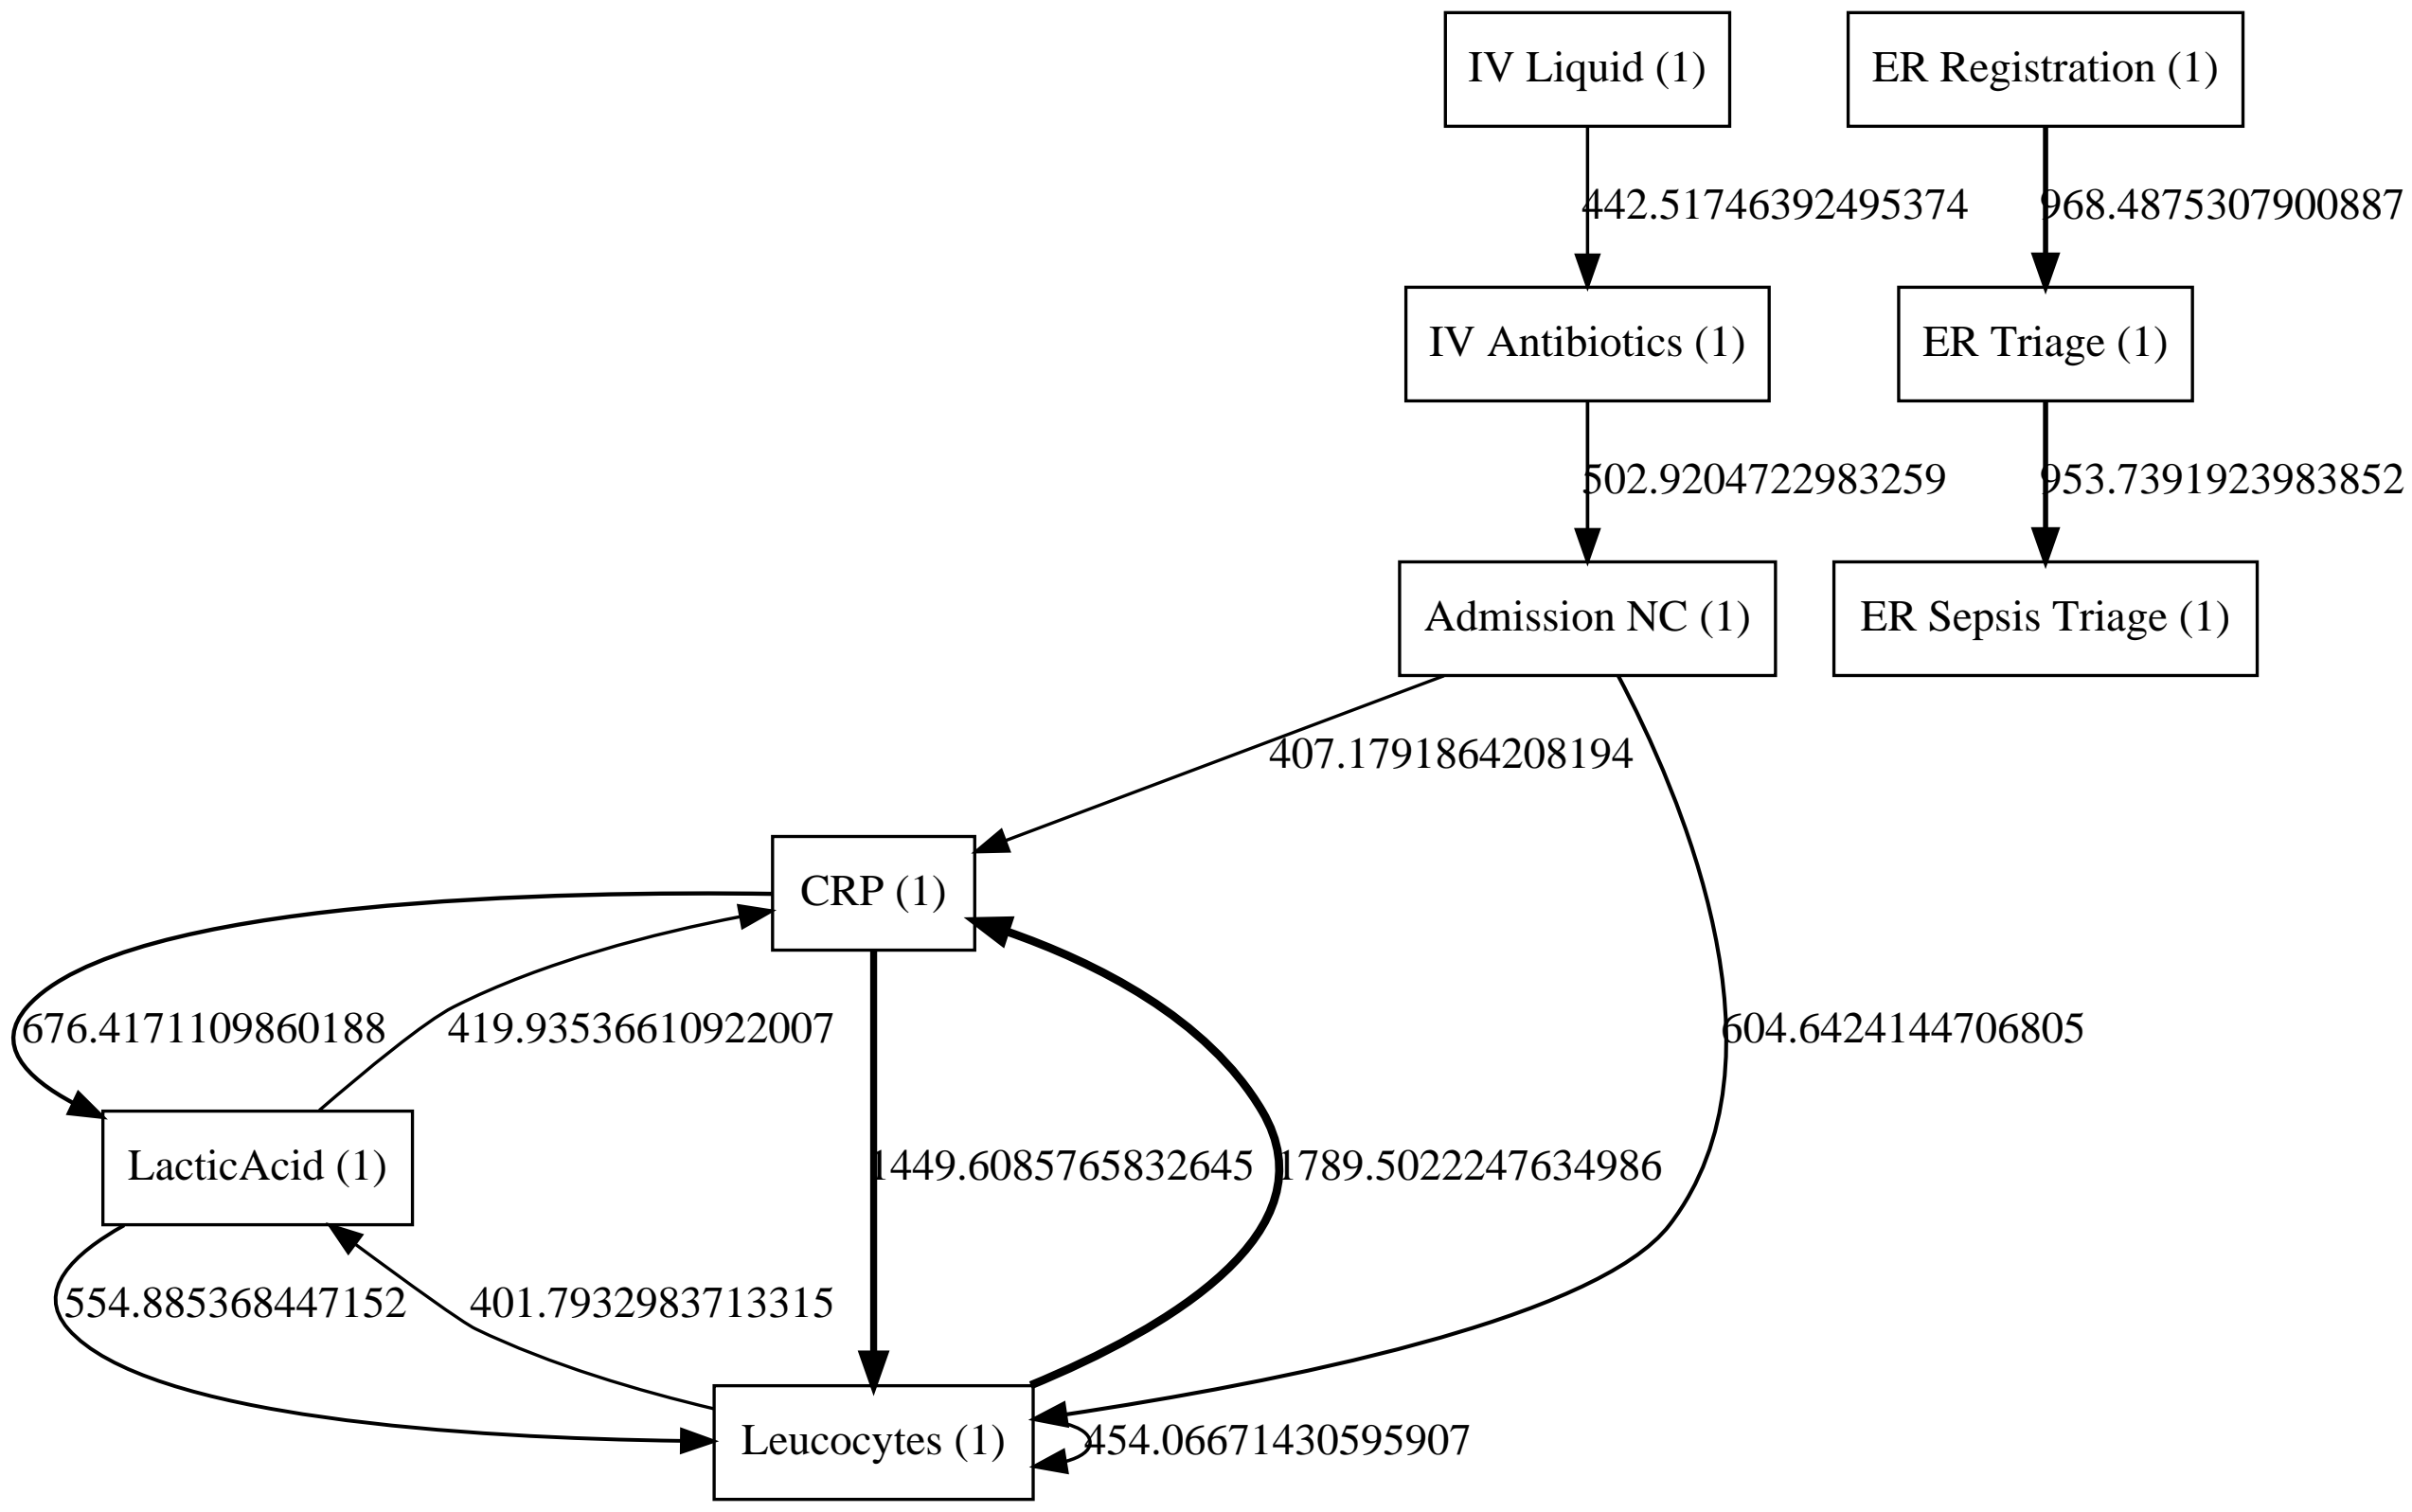 IV Liquid (1)
ER Registration (1)
442.51746392495374
968.4875307900887
IV Antibiotics (1)
ER Triage (1)
502.9204722983259
953.7391923983852
Admission NC (1)
ER Sepsis Triage (1)
407.1791864208194
CRP (1)
676.4171109860188
419.93536610922007
604.6424144706805
LacticAcid (1)
1449.6085765832645
1789.5022247634986
554.885368447152
401.7932983713315
Leucocytes (1)
454.06671430595907